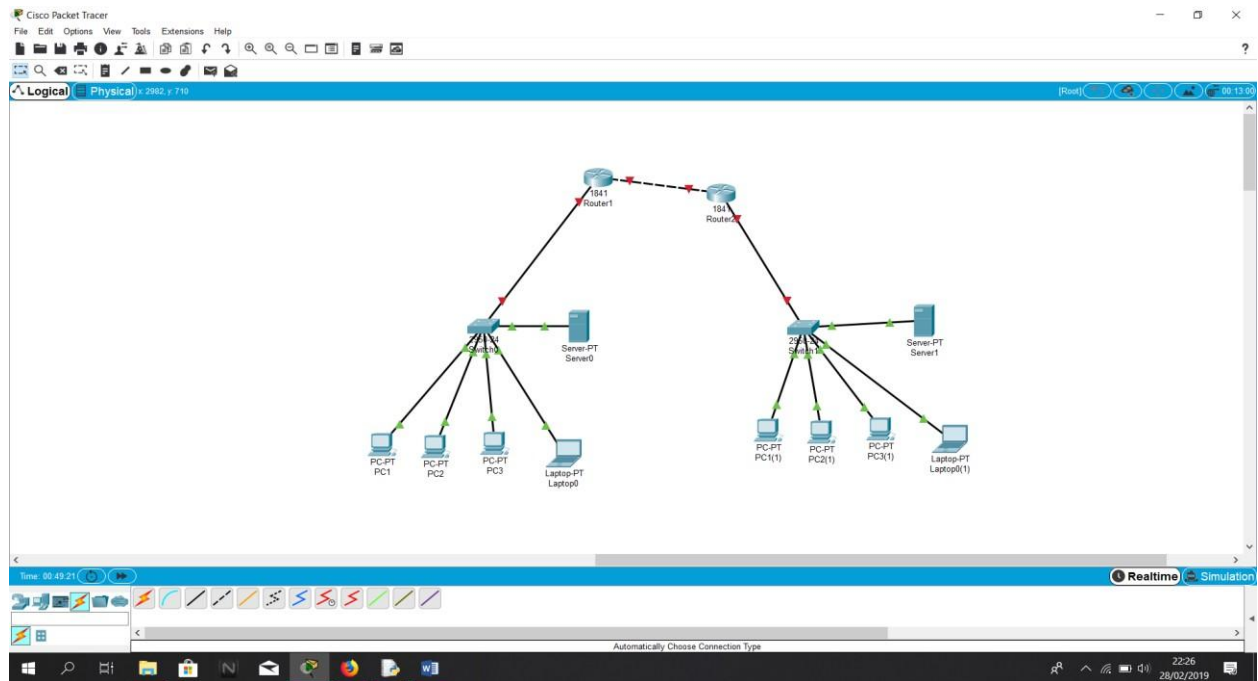 Cisco Packet Tracer
File Edit Options View Tools Extensions Help
?
Logical
Physical
x: 2982, y: 710
[Root]
00:13:00
1841
Router1
1841
Router2
Switch0
Server-PT
Server0
Switch1
Server-PT
Server1
PC-PT
PC1
PC-PT
PC2
PC-PT
PC3
Laptop-PT
Laptop0
PC-PT
PC1(1)
PC-PT
PC2(1)
PC-PT
PC3(1)
Laptop-PT
Laptop0(1)
Time: 00:49:21
Realtime
Simulation
Automatically Choose Connection Type
22:26
28/02/2019